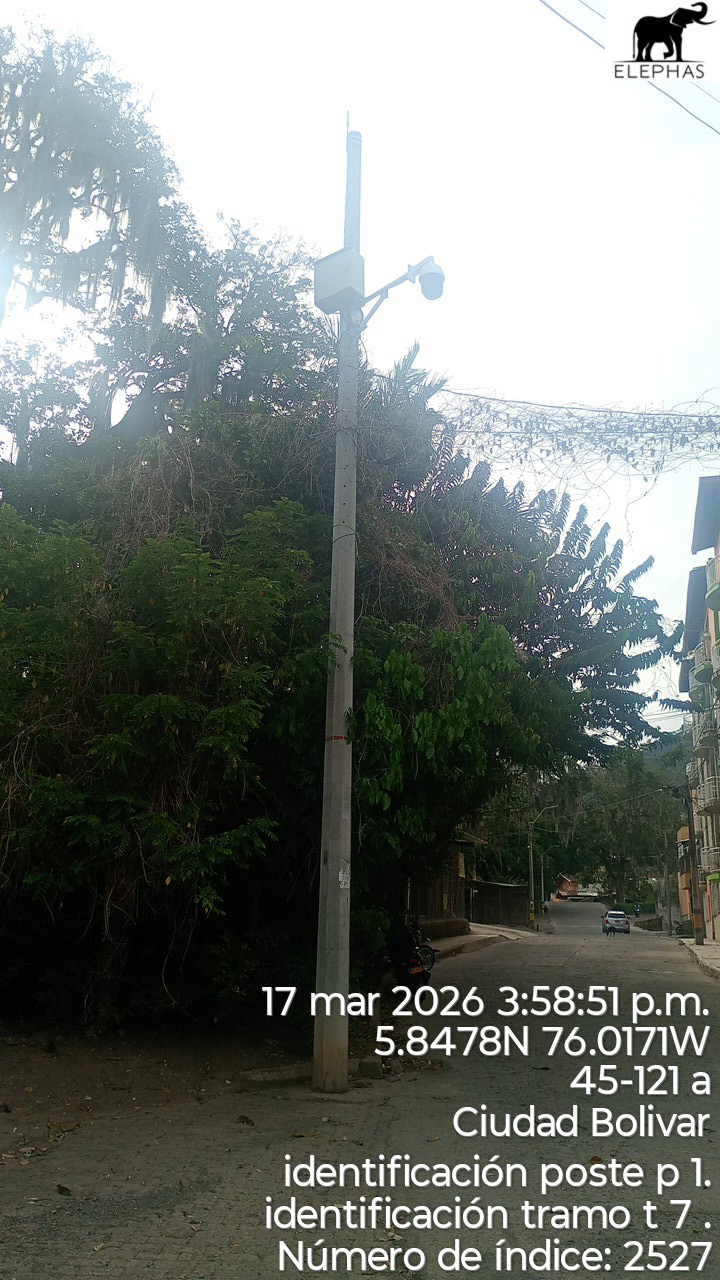 ELEPHAS
17 mar 2026 3:58:51 p.m.
5.8478N 76.0171W
45-121 a
Ciudad Bolivar
identificación poste p 1.
identificación tramo t 7 .
Número de índice: 2527